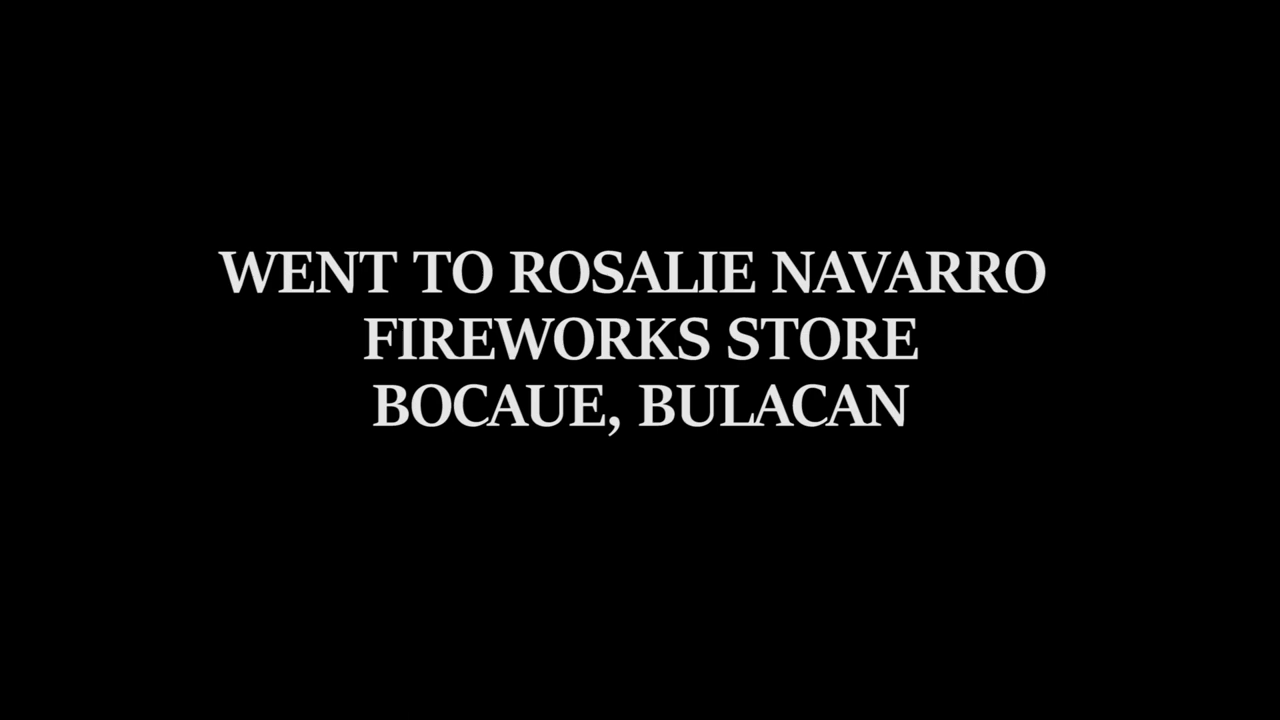 WENT TO ROSALIE NAVARRO
FIREWORKS STORE
BOCAUE, BULACAN